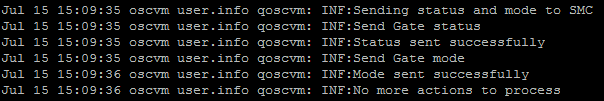 Jul 15 15:09:35 oscvm user.info qoscvm: INF:Sending status and mode to SMC
Jul 15 15:09:35 oscvm user.info qoscvm: INF:Send Gate status
Jul 15 15:09:35 oscvm user.info qoscvm: INF:Status sent successfully
Jul 15 15:09:35 oscvm user.info qoscvm: INF:Send Gate mode
Jul 15 15:09:36 oscvm user.info qoscvm: INF:Mode sent successfully
Jul 15 15:09:36 oscvm user.info qoscvm: INF:No more actions to process